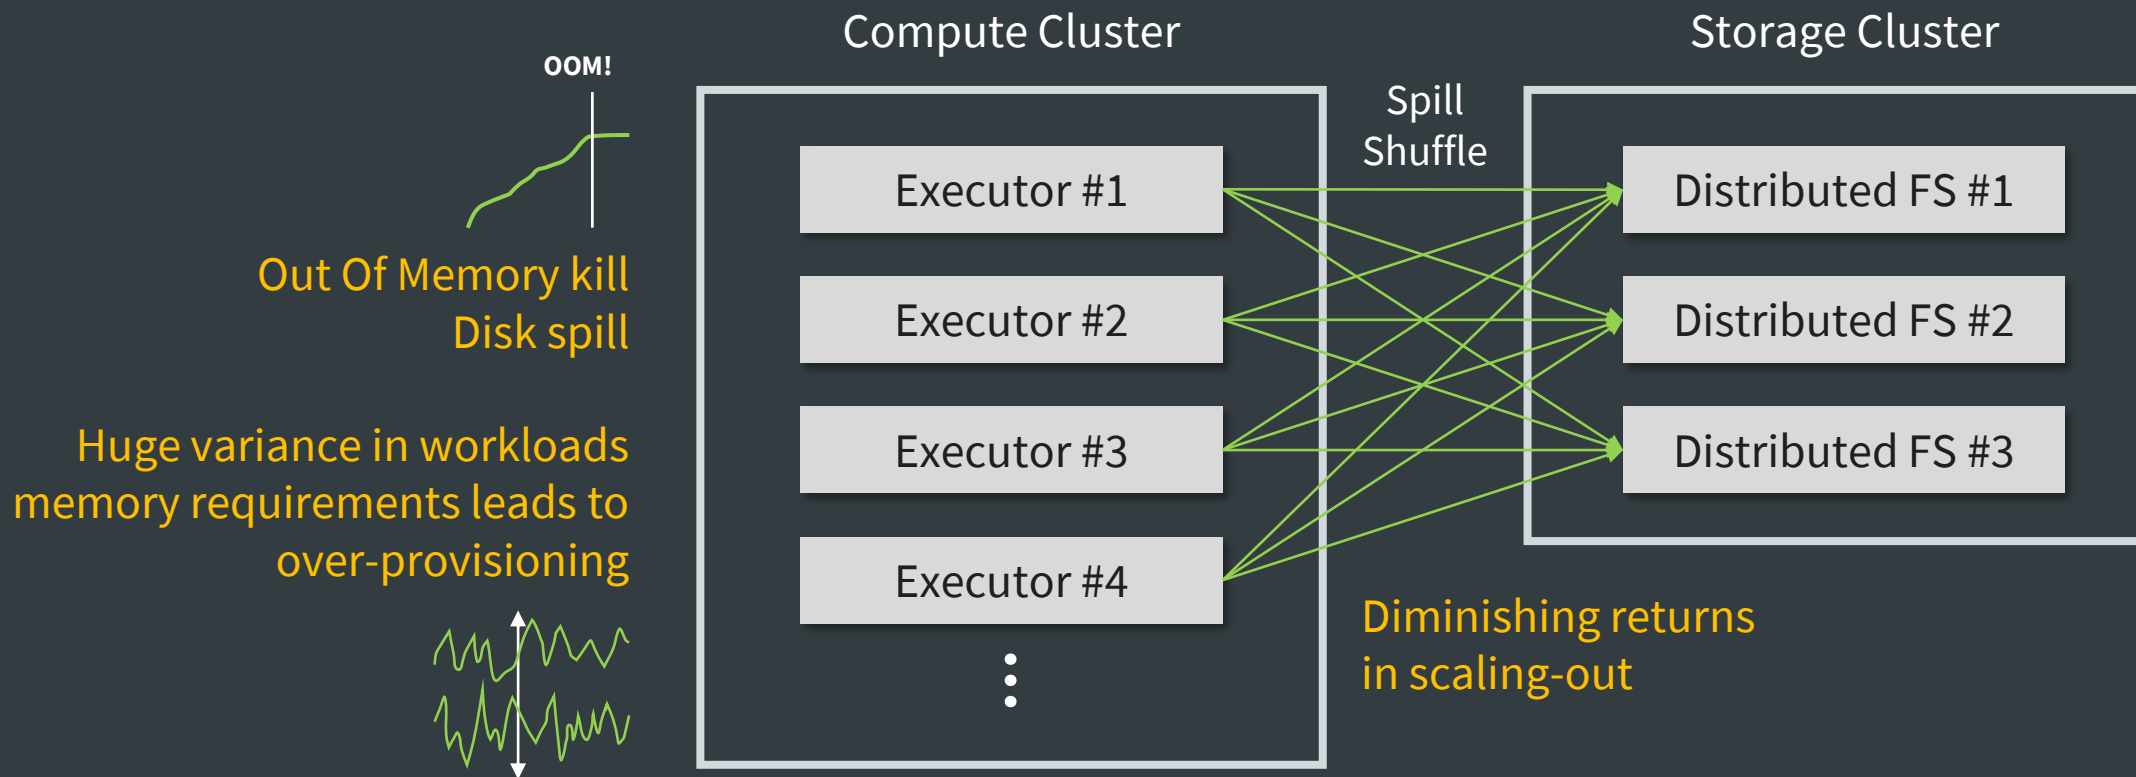 Compute Cluster
Storage Cluster
OOM!
Spill
Shuffle
Out Of Memory kill
Disk spill
Huge variance in workloads
memory requirements leads to
over-provisioning
Executor #1
Executor #2
Executor #3
Executor #4
Distributed FS #1
Distributed FS #2
Distributed FS #3
Diminishing returns
in scaling-out